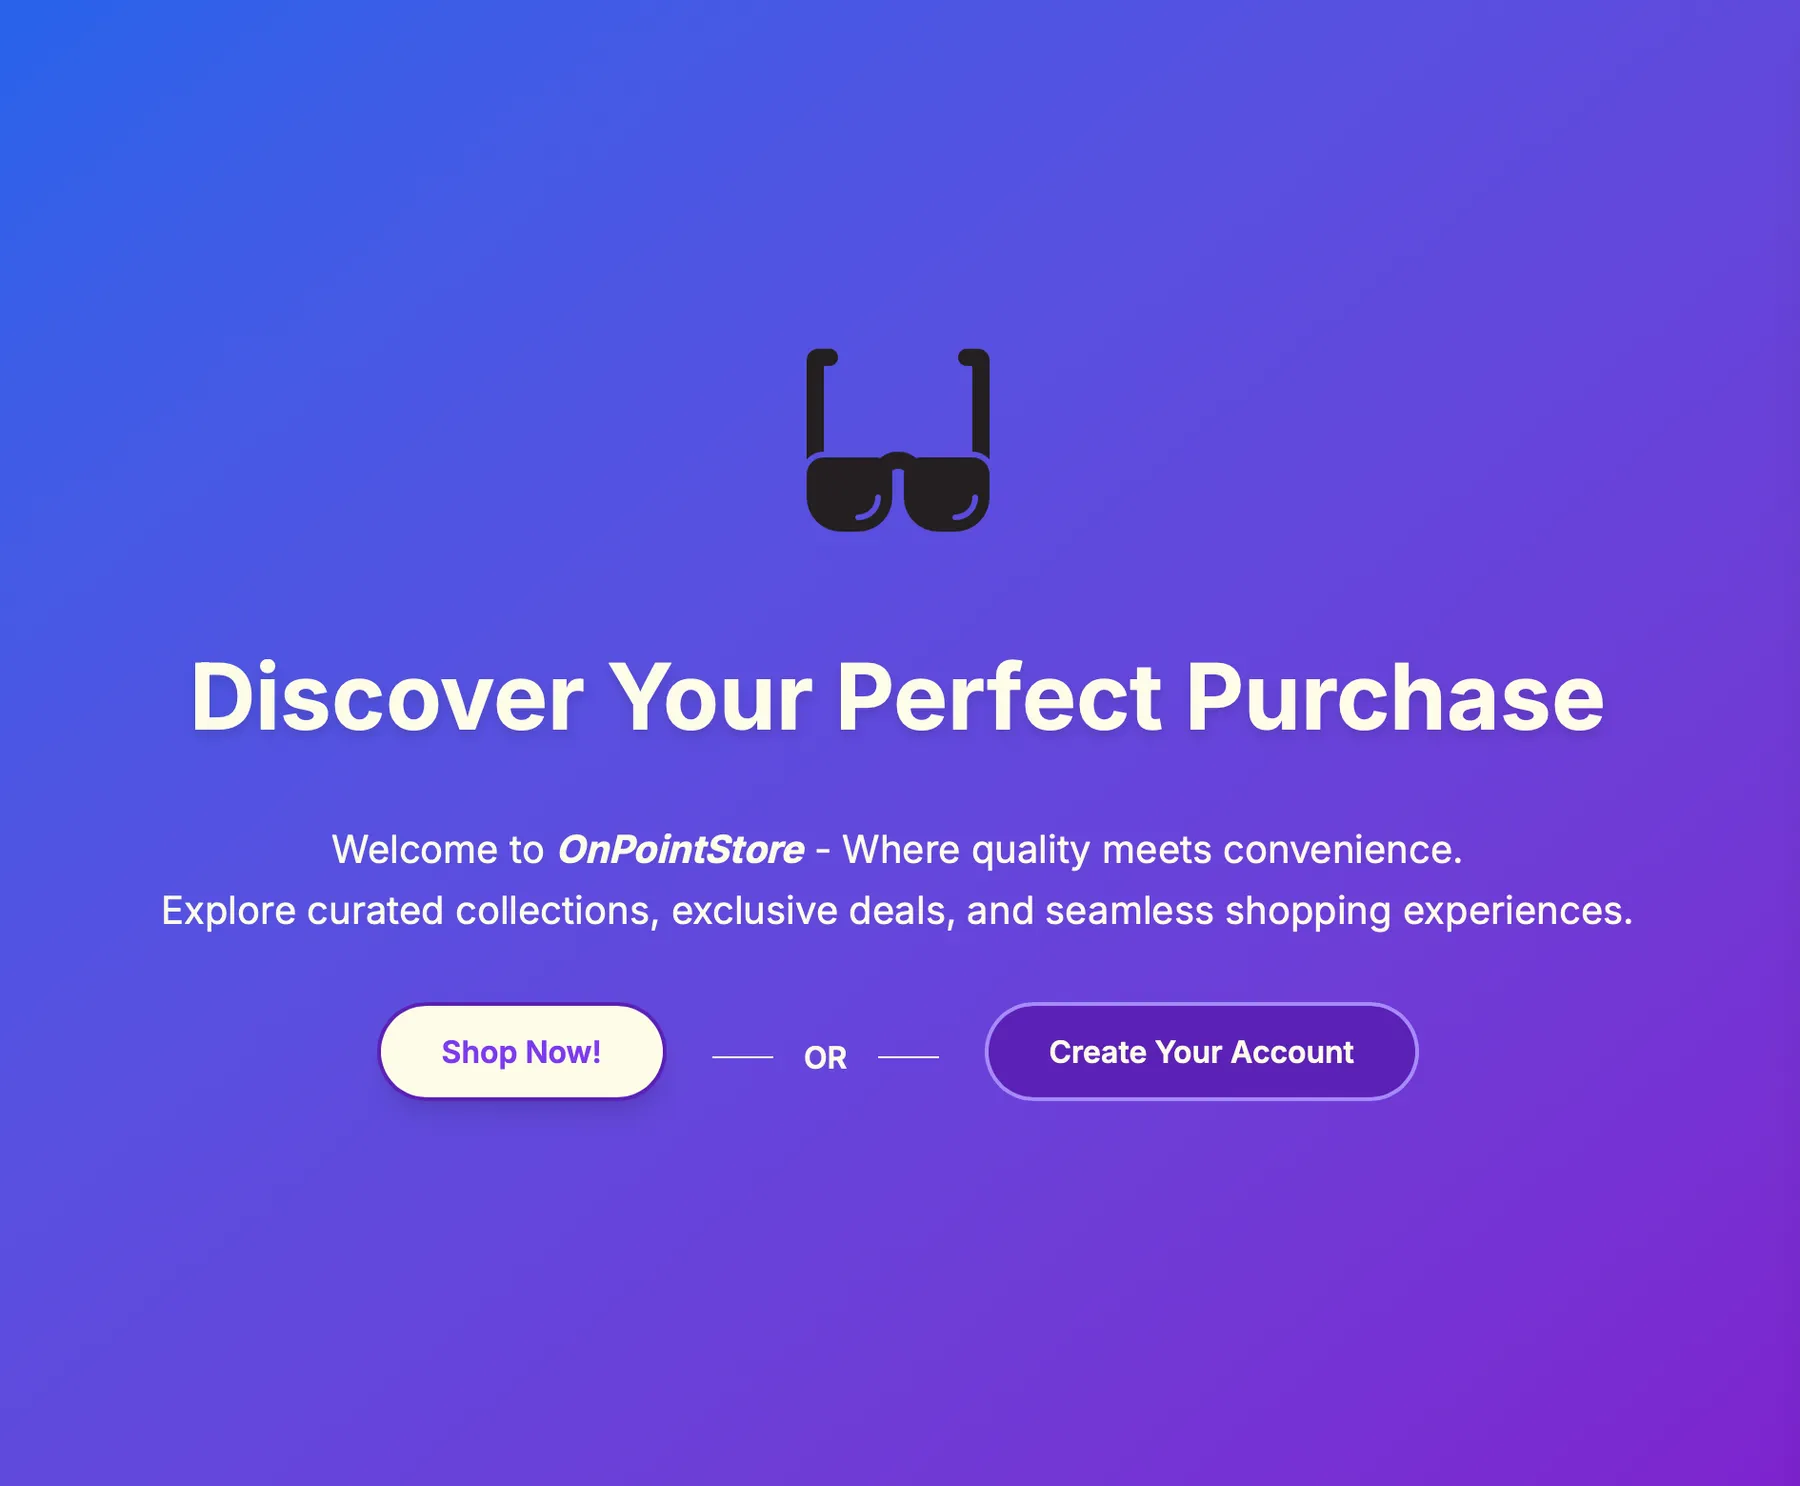 Discover Your Perfect Purchase
Welcome to OnPointStore - Where quality meets convenience.
Explore curated collections, exclusive deals, and seamless shopping experiences.
Shop Now!
OR
Create Your Account